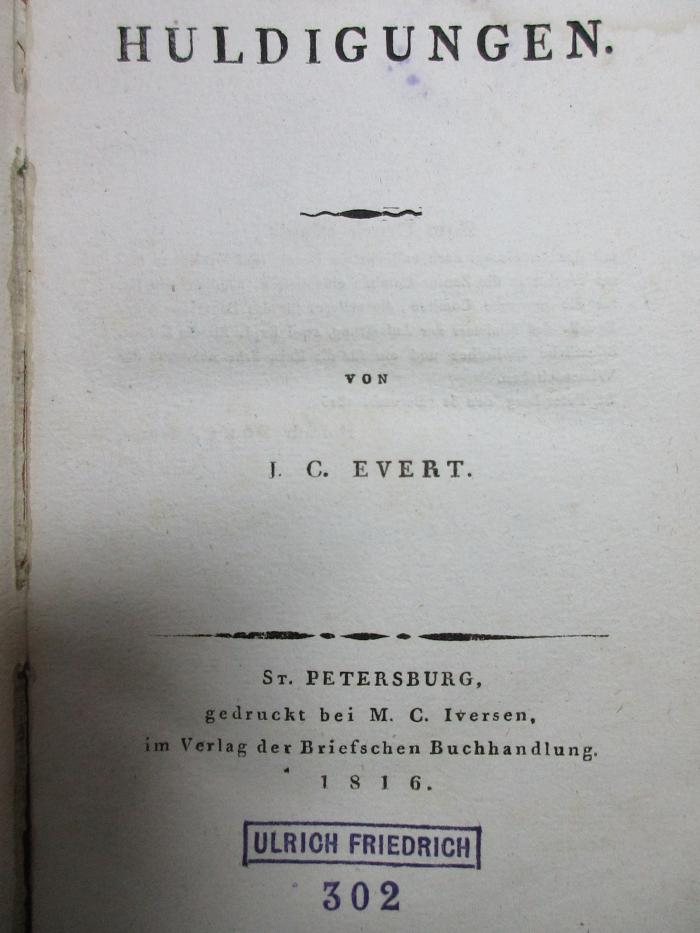 HULDIGUNGEN.
VON
J. C. EVERT.
ST. PETERSBURG,
gedruckt bei M. C. Iversen,
im Verlag der Briefschen Buchhandlung.
1816.
ULRICH FRIEDRICH
302